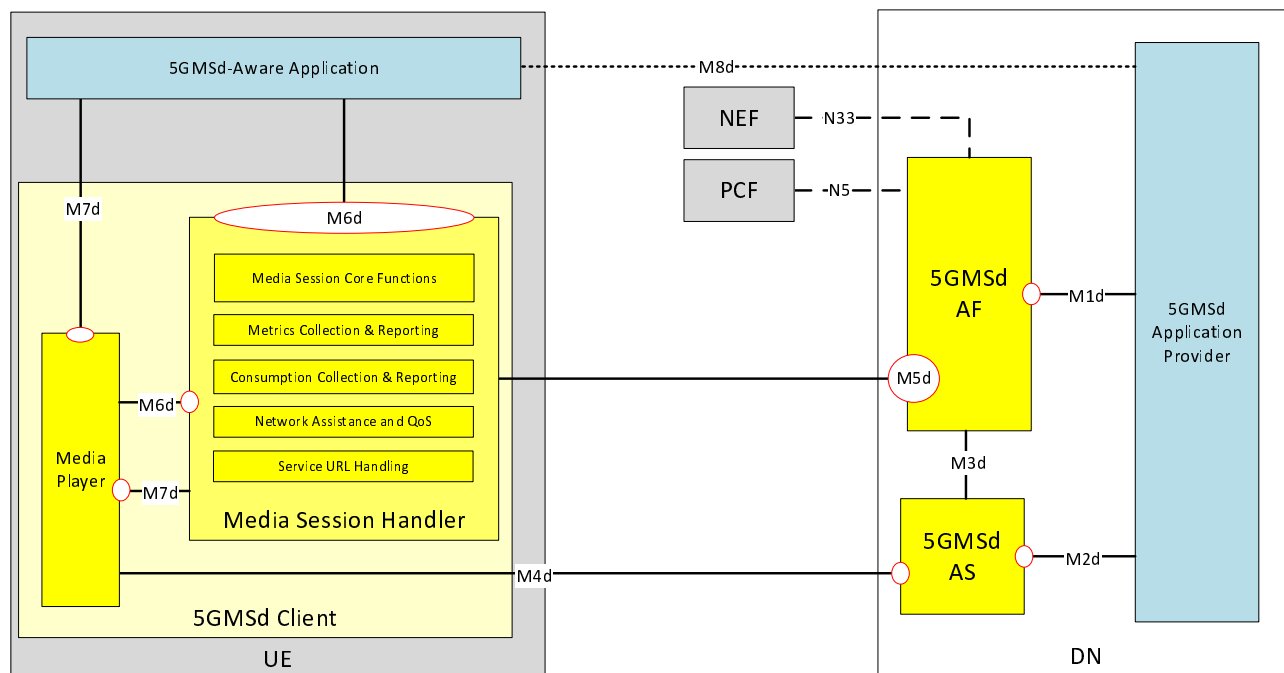 5GMSd-Aware Application
M8d
NEF
N33
PCF
N5
M7d
M6d
Media Session Core Functions
Metrics Collection & Reporting
Consumption Collection & Reporting
Network Assistance and QoS
Service URL Handling
Media Session Handler
M6d
M7d
Media
Player
5GMSd Client
UE
M4d
M5d
5GMSd
AF
M1d
M3d
5GMSd
AS
M2d
5GMSd
Application
Provider
DN